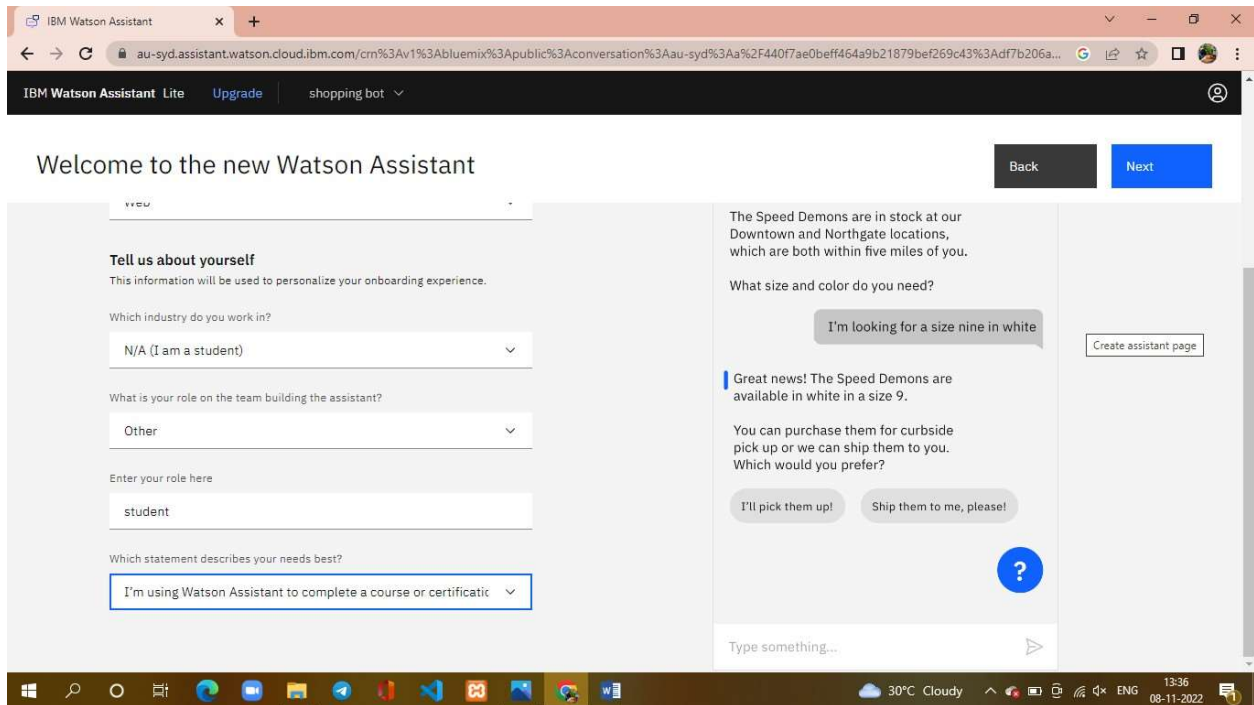 IBM Watson Assistant
au-syd.assistant.watson.cloud.ibm.com/crn%3Av1%3Abluemix%3Apublic%3Aconversation%3Aau-syd%3Aa%2F440f7ae0beff464a9b21879bef269c43%3Adf7b206a...
IBM Watson Assistant Lite Upgrade shopping bot
Welcome to the new Watson Assistant
Back
Next
Web
Tell us about yourself
This information will be used to personalize your onboarding experience.
Which industry do you work in?
N/A (I am a student)
What is your role on the team building the assistant?
Other
Enter your role here
student
Which statement describes your needs best?
I'm using Watson Assistant to complete a course or certificatic
The Speed Demons are in stock at our
Downtown and Northgate locations,
which are both within five miles of you.
What size and color do you need?
I'm looking for a size nine in white
Great news! The Speed Demons are
available in white in a size 9.
You can purchase them for curbside
pick up or we can ship them to you.
Which would you prefer?
I'll pick them up!
Ship them to me, please!
?
Type something...
Create assistant page
30°C Cloudy
ENG
13:36
08-11-2022